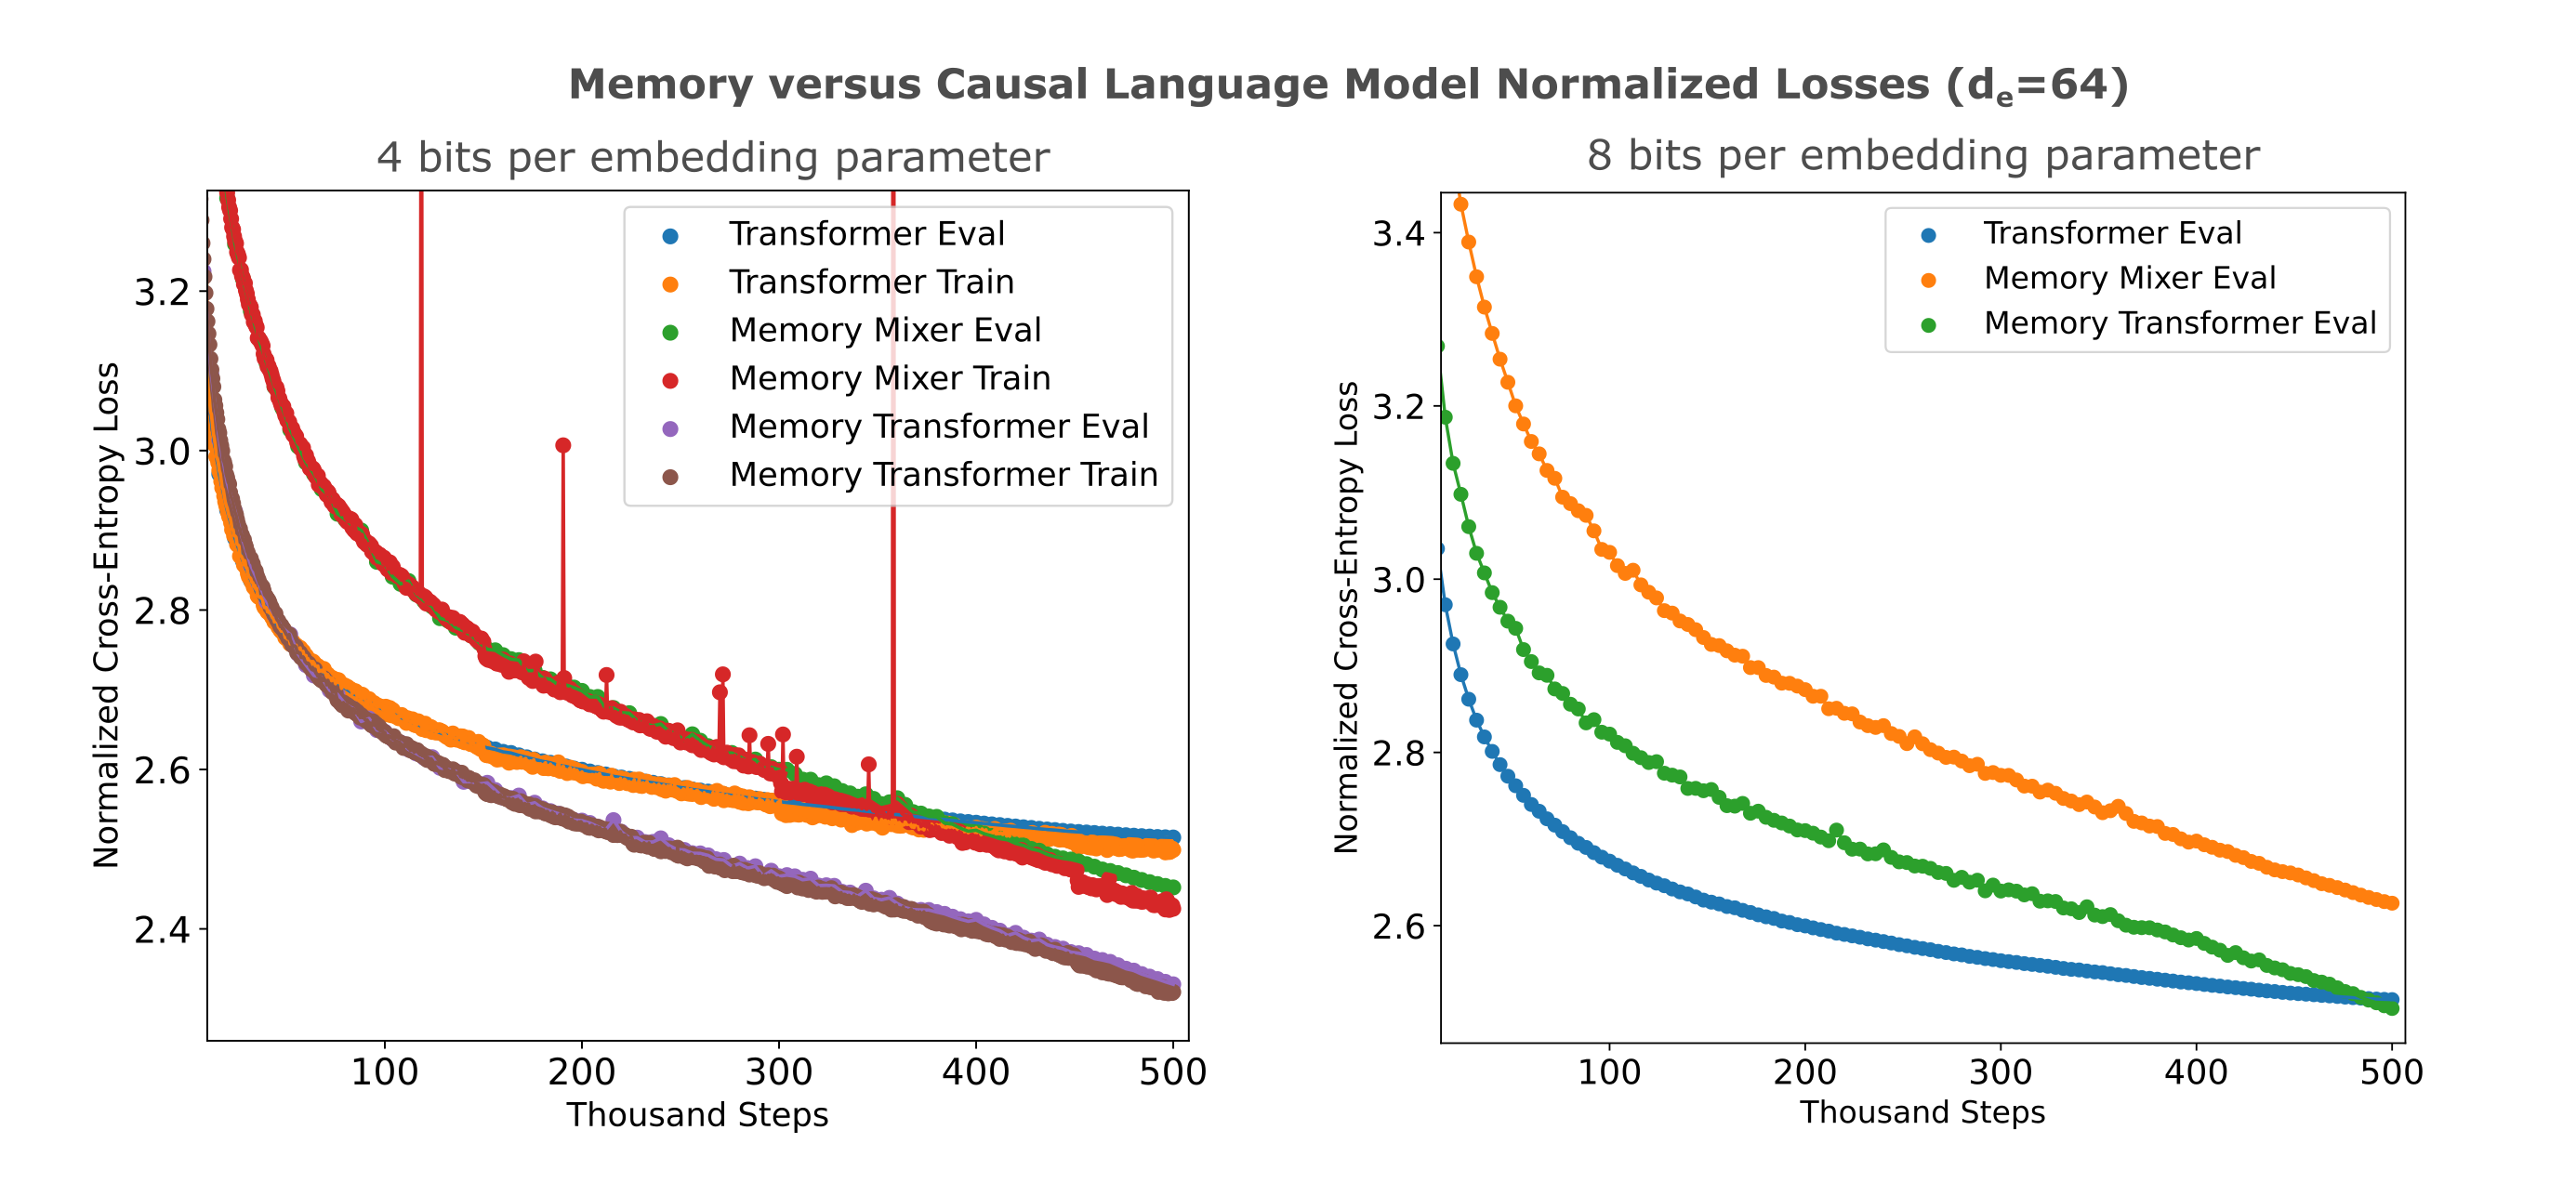 Memory versus Causal Language Model Normalized Losses (dₑ=64)
4 bits per embedding parameter
Normalized Cross-Entropy Loss
3.2
3.0
2.8
2.6
2.4
Transformer Eval
Transformer Train
Memory Mixer Eval
Memory Mixer Train
Memory Transformer Eval
Memory Transformer Train
100 200 300 400 500
Thousand Steps
8 bits per embedding parameter
Normalized Cross-Entropy Loss
3.4
3.2
3.0
2.8
2.6
Transformer Eval
Memory Mixer Eval
Memory Transformer Eval
100 200 300 400 500
Thousand Steps